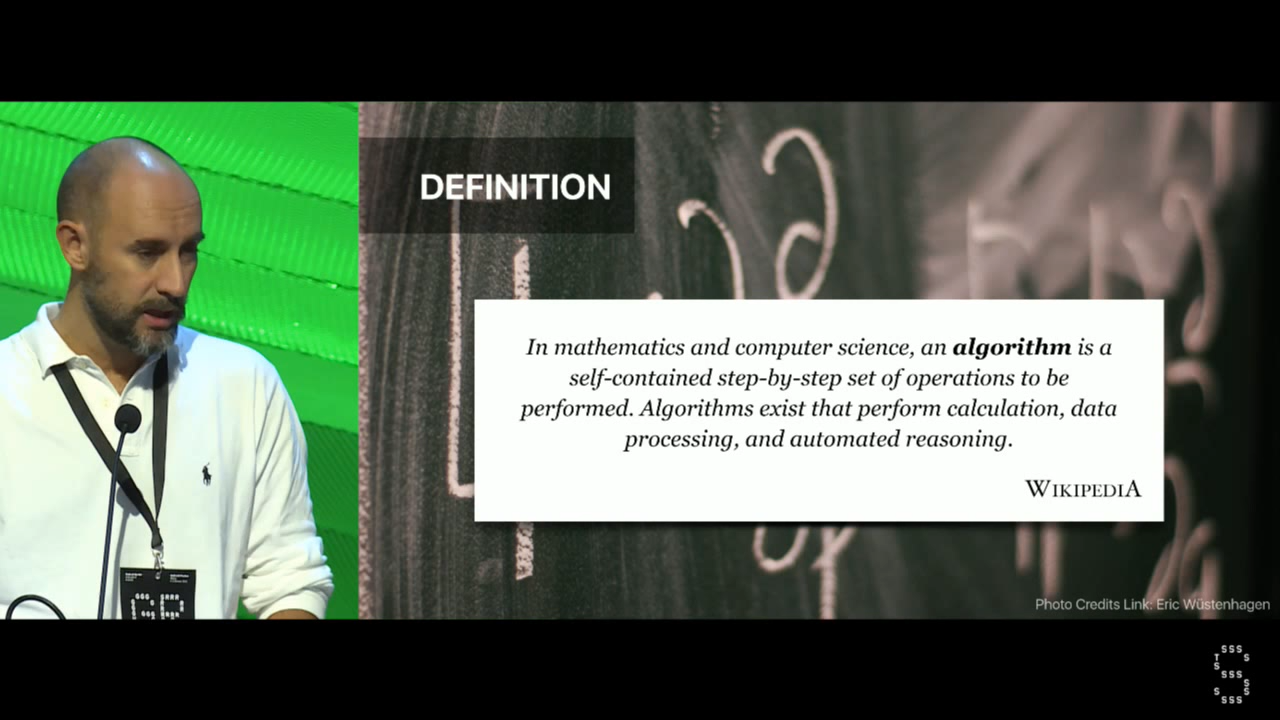 DEFINITION
In mathematics and computer science, an algorithm is a
self-contained step-by-step set of operations to be
performed. Algorithms exist that perform calculation, data
processing, and automated reasoning.
WIKIPEDIA
Photo Credits Link: Eric Wüstenhagen